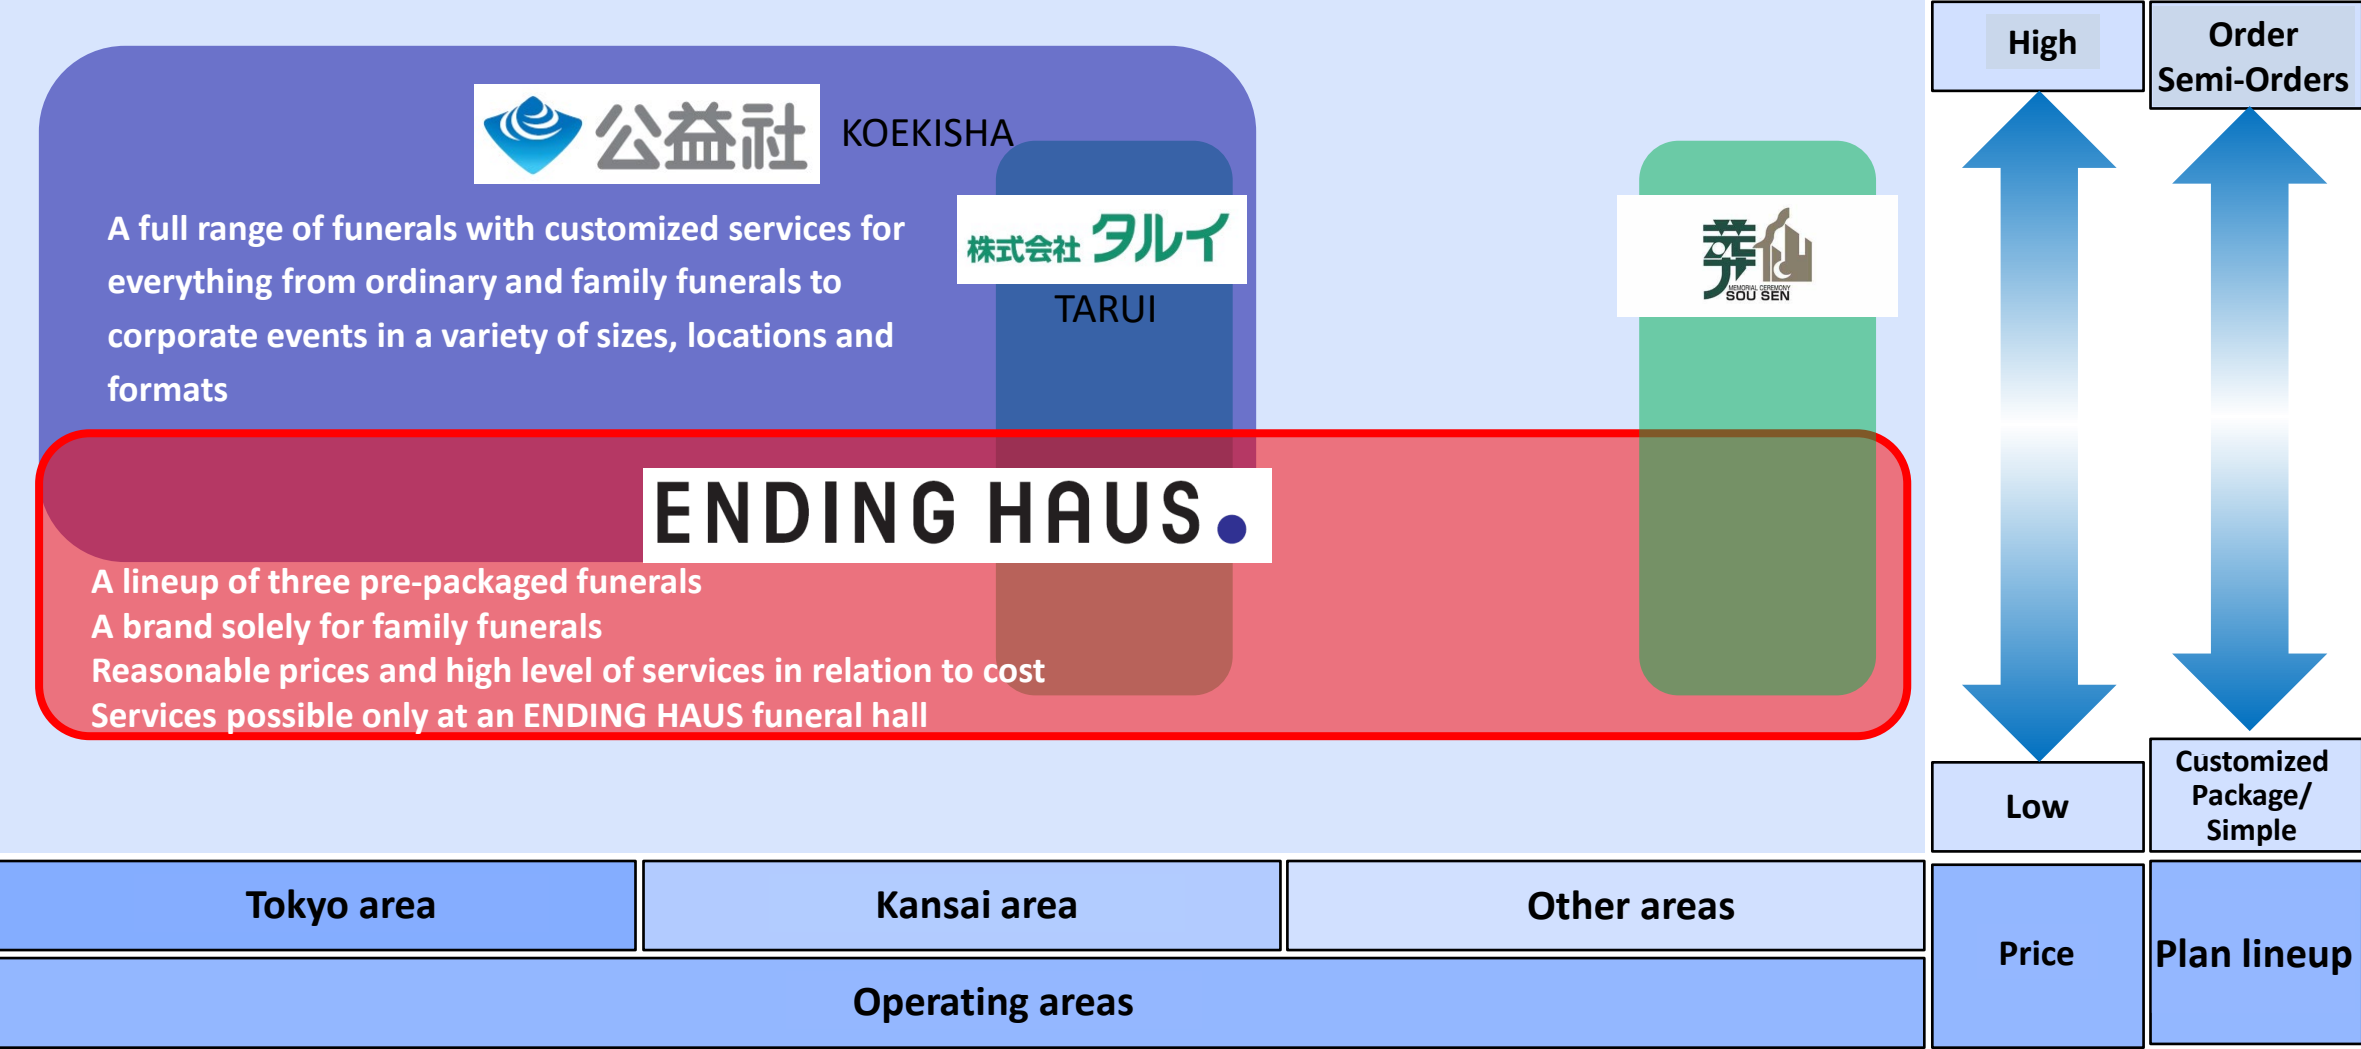 公益社
KOEKISHA
A full range of funerals with customized services for
everything from ordinary and family funerals to
corporate events in a variety of sizes, locations and
formats
株式会社 タルイ
TARUI
MEMORIAL CEREMONY
SOU SEN
ENDING HAUS.
A lineup of three pre-packaged funerals
A brand solely for family funerals
Reasonable prices and high level of services in relation to cost
Services possible only at an ENDING HAUS funeral hall
High
Order
Semi-Orders
Low
Customized
Package/
Simple
Tokyo area
Kansai area
Other areas
Operating areas
Price
Plan lineup